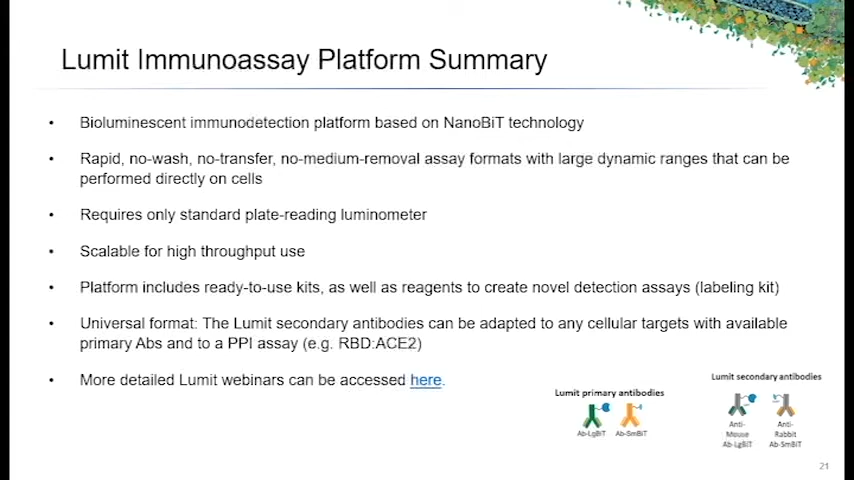 Lumit Immunoassay Platform Summary
• Bioluminescent immunodetection platform based on NanoBiT technology
• Rapid, no-wash, no-transfer, no-medium-removal assay formats with large dynamic ranges that can be
performed directly on cells
• Requires only standard plate-reading luminometer
• Scalable for high throughput use
• Platform includes ready-to-use kits, as well as reagents to create novel detection assays (labeling kit)
• Universal format: The Lumit secondary antibodies can be adapted to any cellular targets with available
primary Abs and to a PPI assay (e.g. RBD:ACE2)
• More detailed Lumit webinars can be accessed here.
Lumit primary antibodies
Ab-LgBiT
Ab-SmBiT
Lumit secondary antibodies
Anti-
Mouse
Ab-LgBiT
Anti-
Rabbit
Ab-SmBiT
21